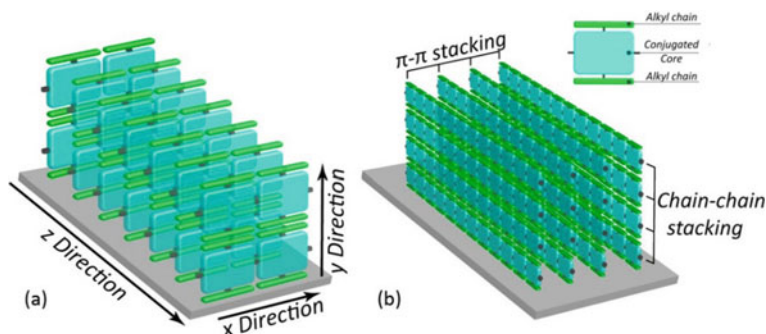 Alkyl chain
Conjugated
Core
Alkyl chain
π-π stacking
Chain-chain
stacking
z Direction
y Direction
x Direction
(a)
(b)